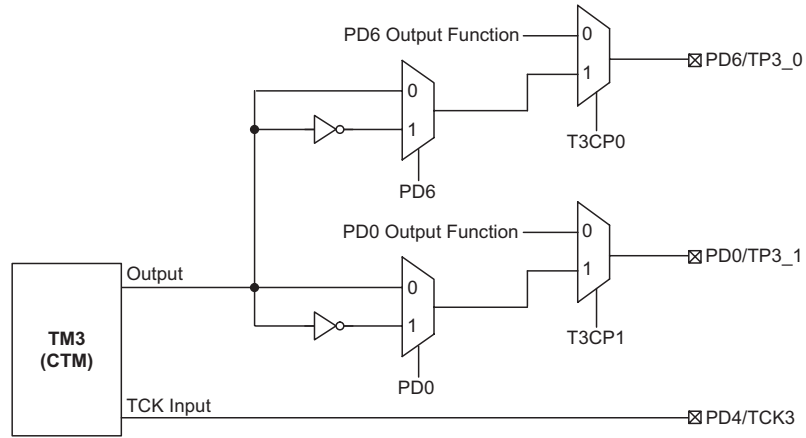 PD6 Output Function
0
1
PD6/TP3_0
0
1
T3CP0
PD6
PD0 Output Function
0
1
PD0/TP3_1
Output
0
1
T3CP1
TM3
(CTM)
PD0
TCK Input
PD4/TCK3